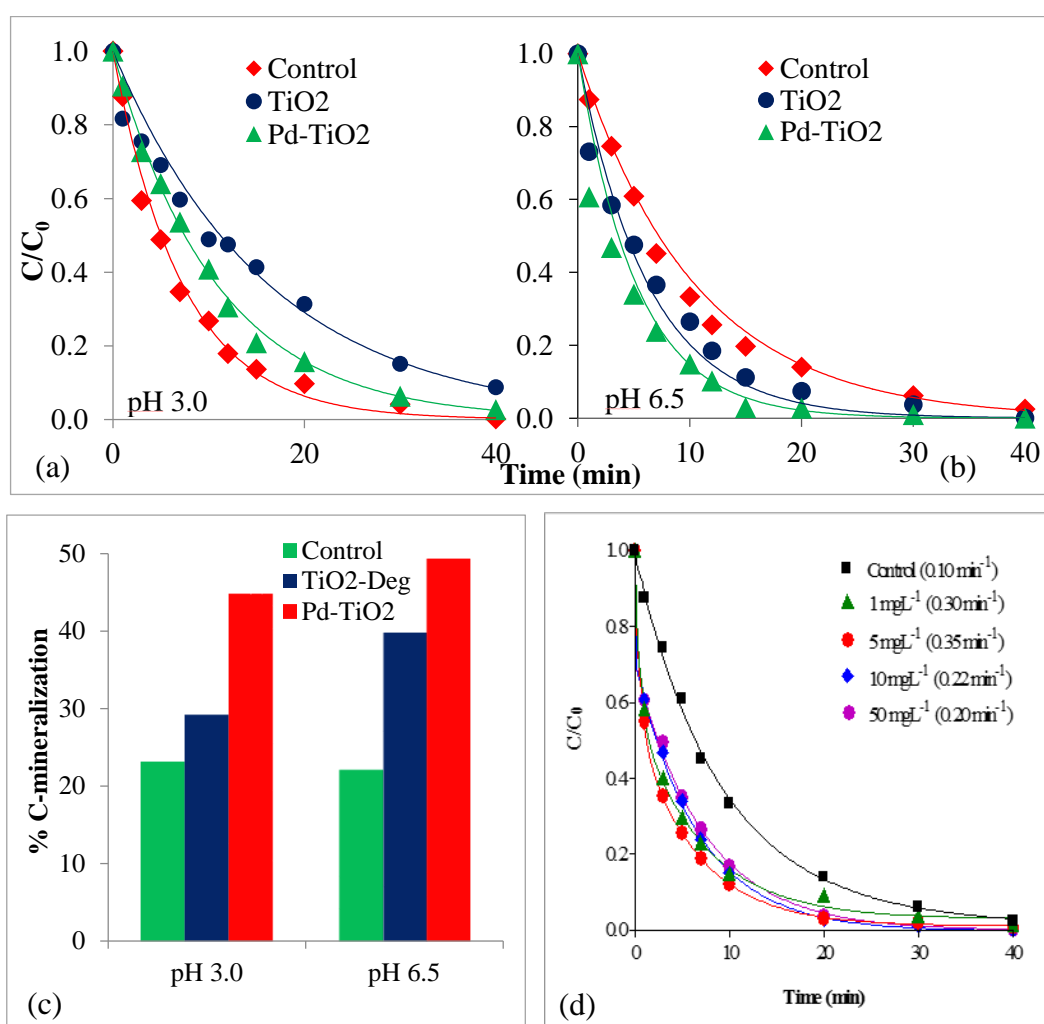 1.0
0.8
0.6
0.4
0.2
0.0
C/C0
Control
TiO2
Pd-TiO2
pH 3.0
0
20
40
(a)
1.0
0.8
0.6
0.4
0.2
0.0
Control
TiO2
Pd-TiO2
pH 6.5
0
10
20
30
40
(b)
Time (min)
50
40
30
20
10
0
% C-mineralization
Control
TiO2-Deg
Pd-TiO2
pH 3.0
pH 6.5
(c)
1.0
0.8
0.6
0.4
0.2
0.0
C/C0
Control (0.10 min-1)
1 mgL-1 (0.30 min-1)
5 mgL-1 (0.35 min-1)
10 mgL-1 (0.22 min-1)
50 mgL-1 (0.20 min-1)
0
10
20
30
40
Time (min)
(d)